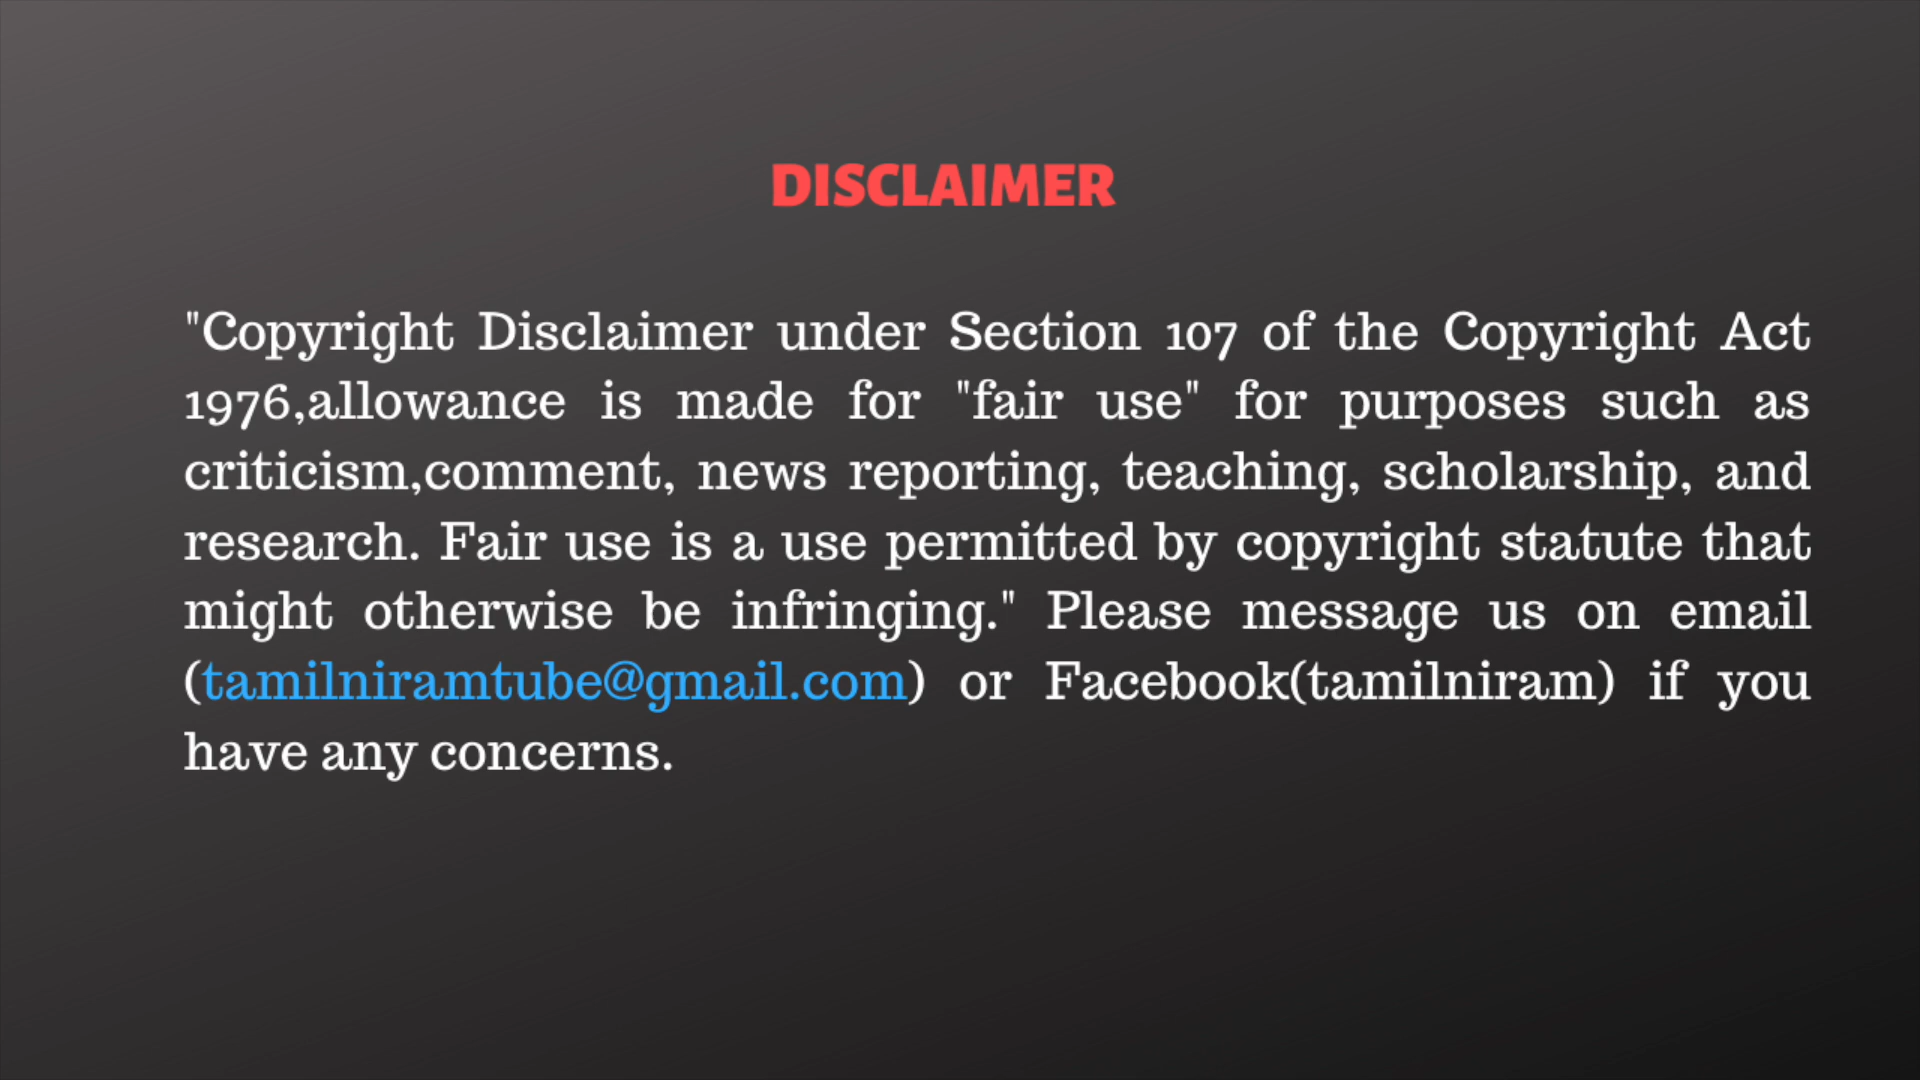 DISCLAIMER
"Copyright Disclaimer under Section 107 of the Copyright Act
1976,allowance is made for "fair use" for purposes such as
criticism,comment, news reporting, teaching, scholarship, and
research. Fair use is a use permitted by copyright statute that
might otherwise be infringing." Please message us on email
(tamilniramtube@gmail.com) or Facebook(tamilniram) if you
have any concerns.